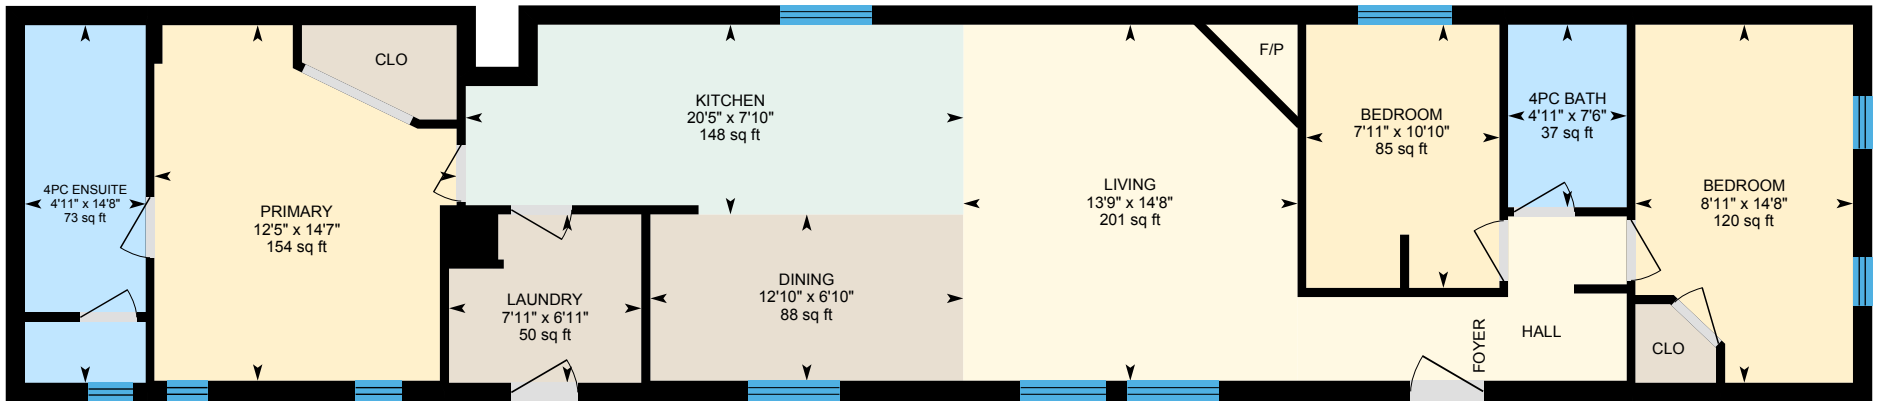 CLO
F/P
KITCHEN
20'5" x 7'10"
148 sq ft
BEDROOM
7'11" x 10'10"
85 sq ft
4PC BATH
4'11" x 7'6"
37 sq ft
4PC ENSUITE
4'11" x 14'8"
73 sq ft
PRIMARY
12'5" x 14'7"
154 sq ft
LIVING
13'9" x 14'8"
201 sq ft
BEDROOM
8'11" x 14'8"
120 sq ft
LAUNDRY
7'11" x 6'11"
50 sq ft
DINING
12'10" x 6'10"
88 sq ft
FOYER
HALL
CLO